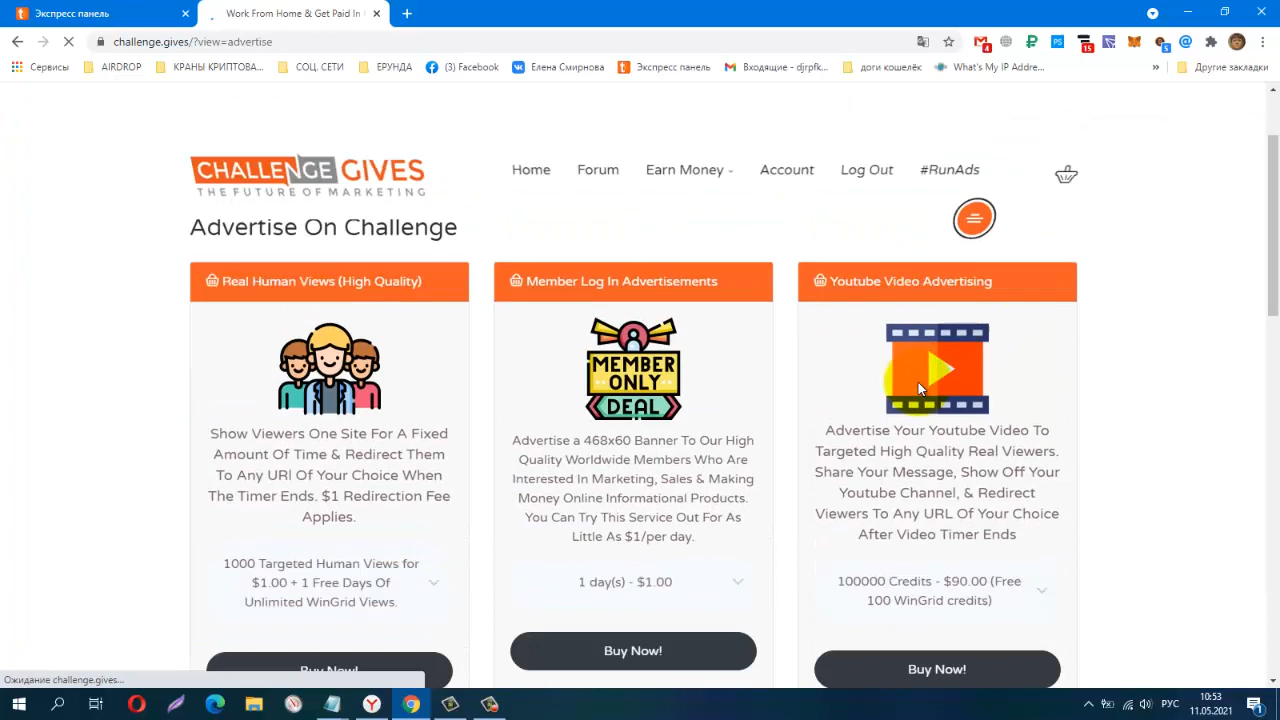 Экспресс панель
Work From Home & Get Paid In
challenge.gives/?view=advertise
4
15
5
Сервисы
AIRDROP
КРАНЫ КРИПТОВА...
СОЦ. СЕТИ
ЕРУНДА
(3) Facebook
Елена Смирнова
Экспресс панель
Входящие - djrpfk...
доги кошелёк
What's My IP Addre...
»
Другие закладки
CHALLENGE GIVES
THE FUTURE OF MARKETING
Home
Forum
Earn Money
Account
Log Out
#RunAds
Advertise On Challenge
Real Human Views (High Quality)
Show Viewers One Site For A Fixed
Amount Of Time & Redirect Them
To Any URl Of Your Choice When
The Timer Ends. $1 Redirection Fee
Applies.
1000 Targeted Human Views for
$1.00 + 1 Free Days Of
Unlimited WinGrid Views.
Buy Now!
Member Log In Advertisements
MEMBER
ONLY
DEAL
Advertise a 468x60 Banner To Our High
Quality Worldwide Members Who Are
Interested In Marketing, Sales & Making
Money Online Informational Products.
You Can Try This Service Out For As
Little As $1/per day.
1 day(s) - $1.00
Buy Now!
Youtube Video Advertising
Advertise Your Youtube Video To
Targeted High Quality Real Viewers.
Share Your Message, Show Off Your
Youtube Channel, & Redirect
Viewers To Any URL Of Your Choice
After Video Timer Ends
100000 Credits - $90.00 (Free
100 WinGrid credits)
Buy Now!
Ожидание challenge.gives...
РУС
10:53
11.05.2021
1